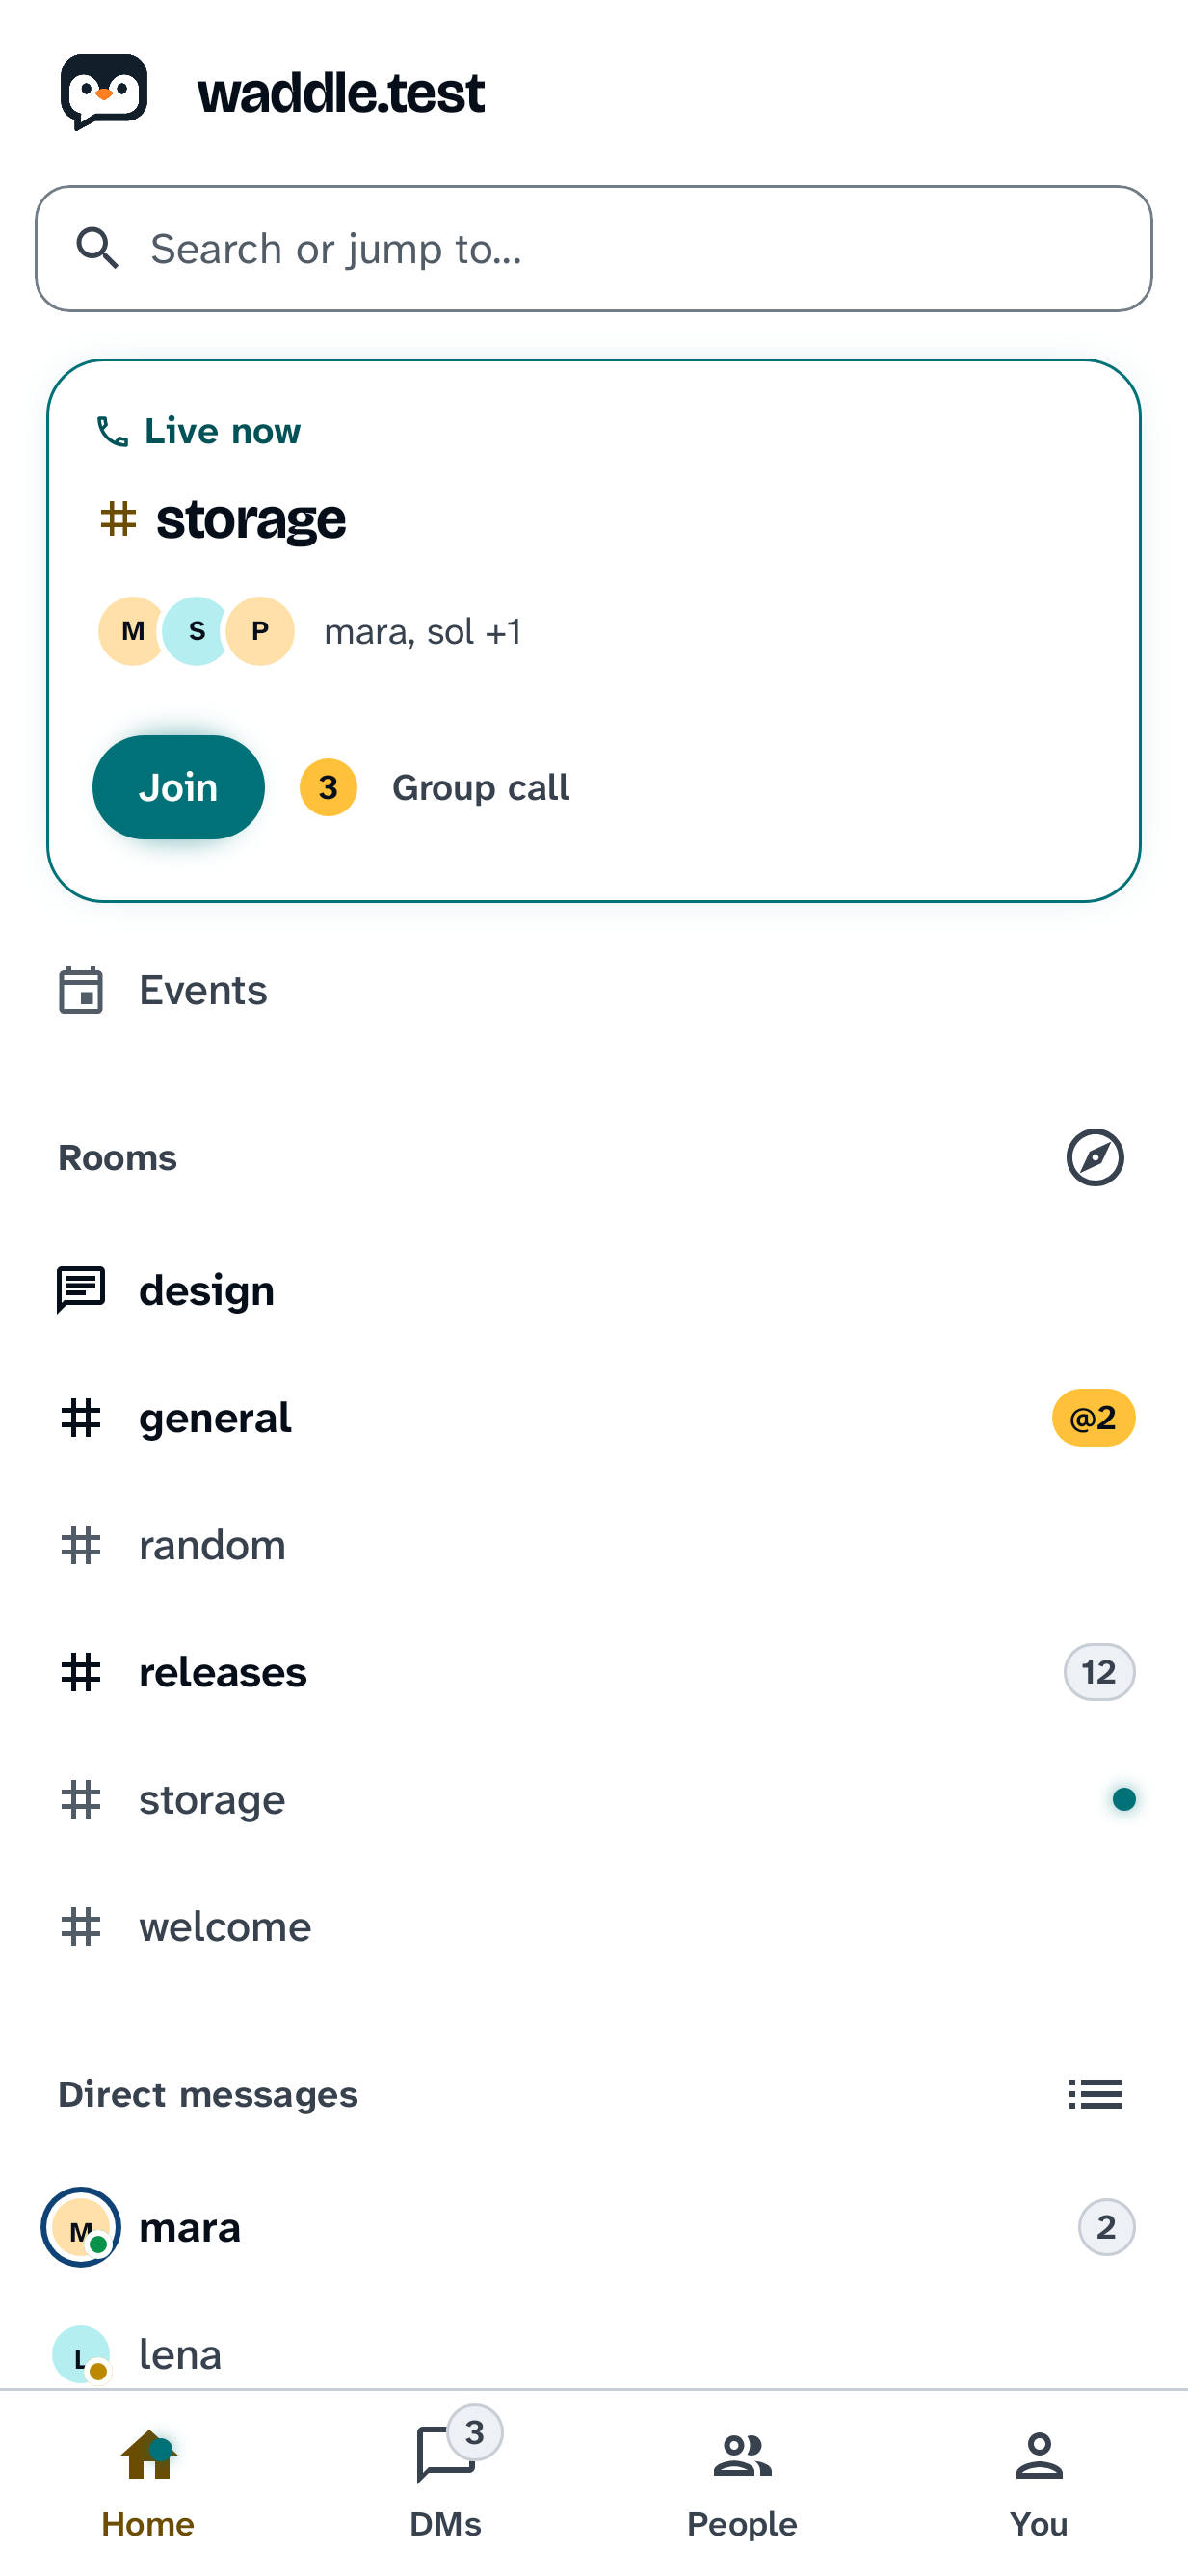 waddle.test
Search or jump to...
Live now
# storage
M S P mara, sol +1
Join 3 Group call
Events
Rooms
design
# general @2
# random
# releases 12
# storage
# welcome
Direct messages
M mara 2
L lena
3
Home DMs People You